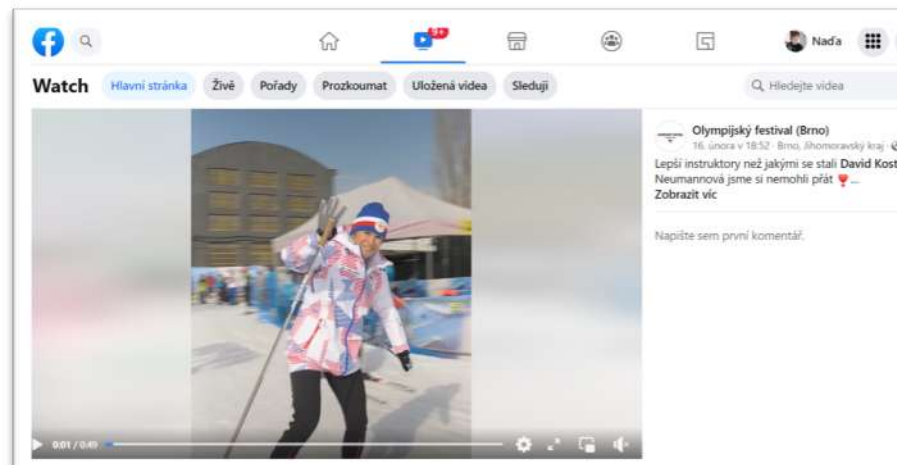 9+
Naďa
Watch
Hlavní stránka
Živě
Pořady
Prozkoumat
Uložená videa
Sleduji
Hledejte videa
Olympijský festival (Brno)
16. února v 18:52 · Brno, Jihomoravský kraj ·
Lepší instruktory než jakými se stali David Kost
Neumannová jsme si nemohli přát ❣️...
Zobrazit víc
Napište sem první komentář.
0:01 / 0:49